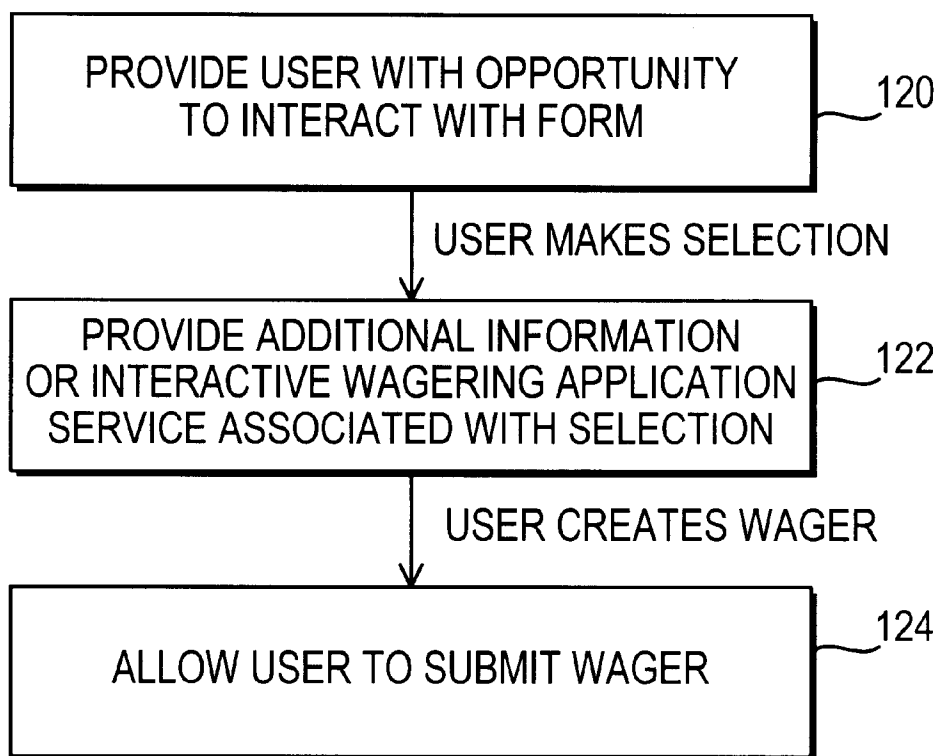 PROVIDE USER WITH OPPORTUNITY
TO INTERACT WITH FORM
120
USER MAKES SELECTION
PROVIDE ADDITIONAL INFORMATION
OR INTERACTIVE WAGERING APPLICATION
SERVICE ASSOCIATED WITH SELECTION
122
USER CREATES WAGER
ALLOW USER TO SUBMIT WAGER
124